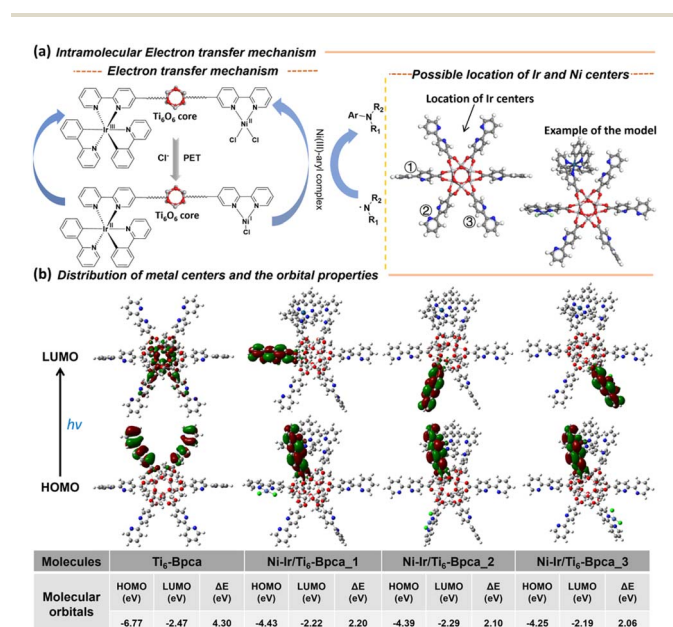 (a) Intramolecular Electron transfer mechanism
Electron transfer mechanism
Possible location of Ir and Ni centers
Ti6O6 core
Ir III
N
N
N
N
Ni II
Cl Cl
Cl- PET
Ti6O6 core
Ir II
N
N
N
N
Ni
Cl
Ni(III)-aryl complex
Ar-N R2 R1
·N R2 R1
Location of Ir centers
Example of the model
①
②
③
(b) Distribution of metal centers and the orbital properties
LUMO
hv
HOMO
Molecules Ti6-Bpca Ni-Ir/Ti6-Bpca_1 Ni-Ir/Ti6-Bpca_2 Ni-Ir/Ti6-Bpca_3
Molecular orbitals
HOMO (eV) LUMO (eV) ΔE (eV) HOMO (eV) LUMO (eV) ΔE (eV) HOMO (eV) LUMO (eV) ΔE (eV) HOMO (eV) LUMO (eV) ΔE (eV)
-6.77 -2.47 4.30 -4.43 -2.22 2.20 -4.39 -2.29 2.10 -4.25 -2.19 2.06